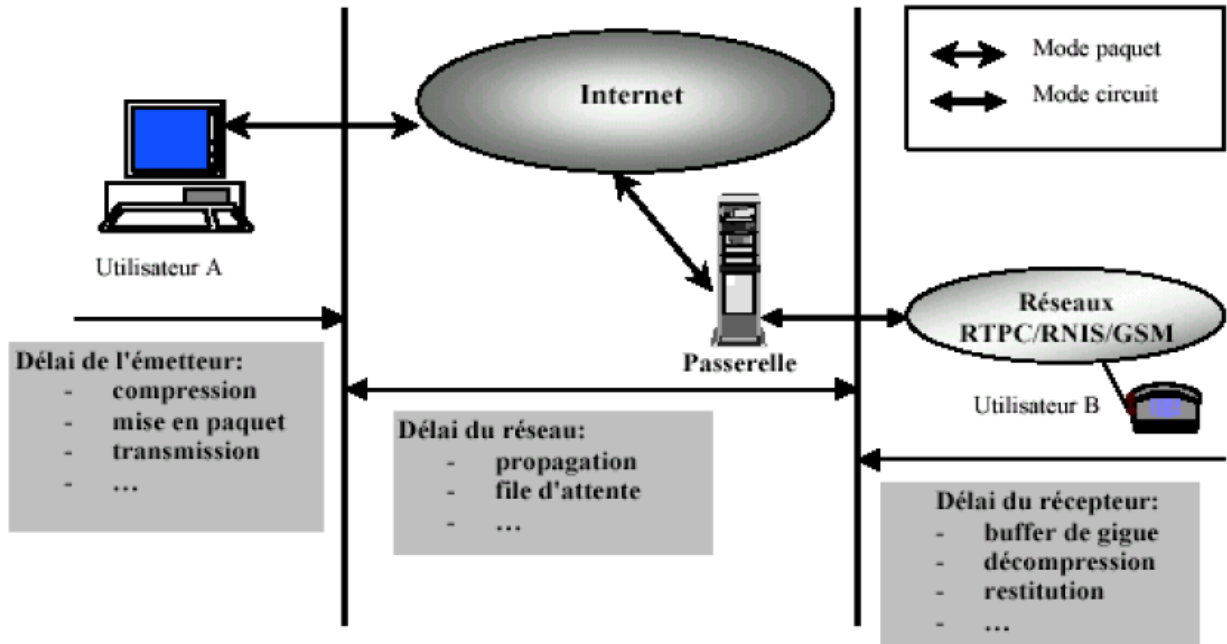 Internet
Mode paquet
Mode circuit
Utilisateur A
Passerelle
Réseaux
RTPC/RNIS/GSM
Utilisateur B
Délai de l'émetteur:
- compression
- mise en paquet
- transmission
- …
Délai du réseau:
- propagation
- file d'attente
- …
Délai du récepteur:
- buffer de gigue
- décompression
- restitution
- …